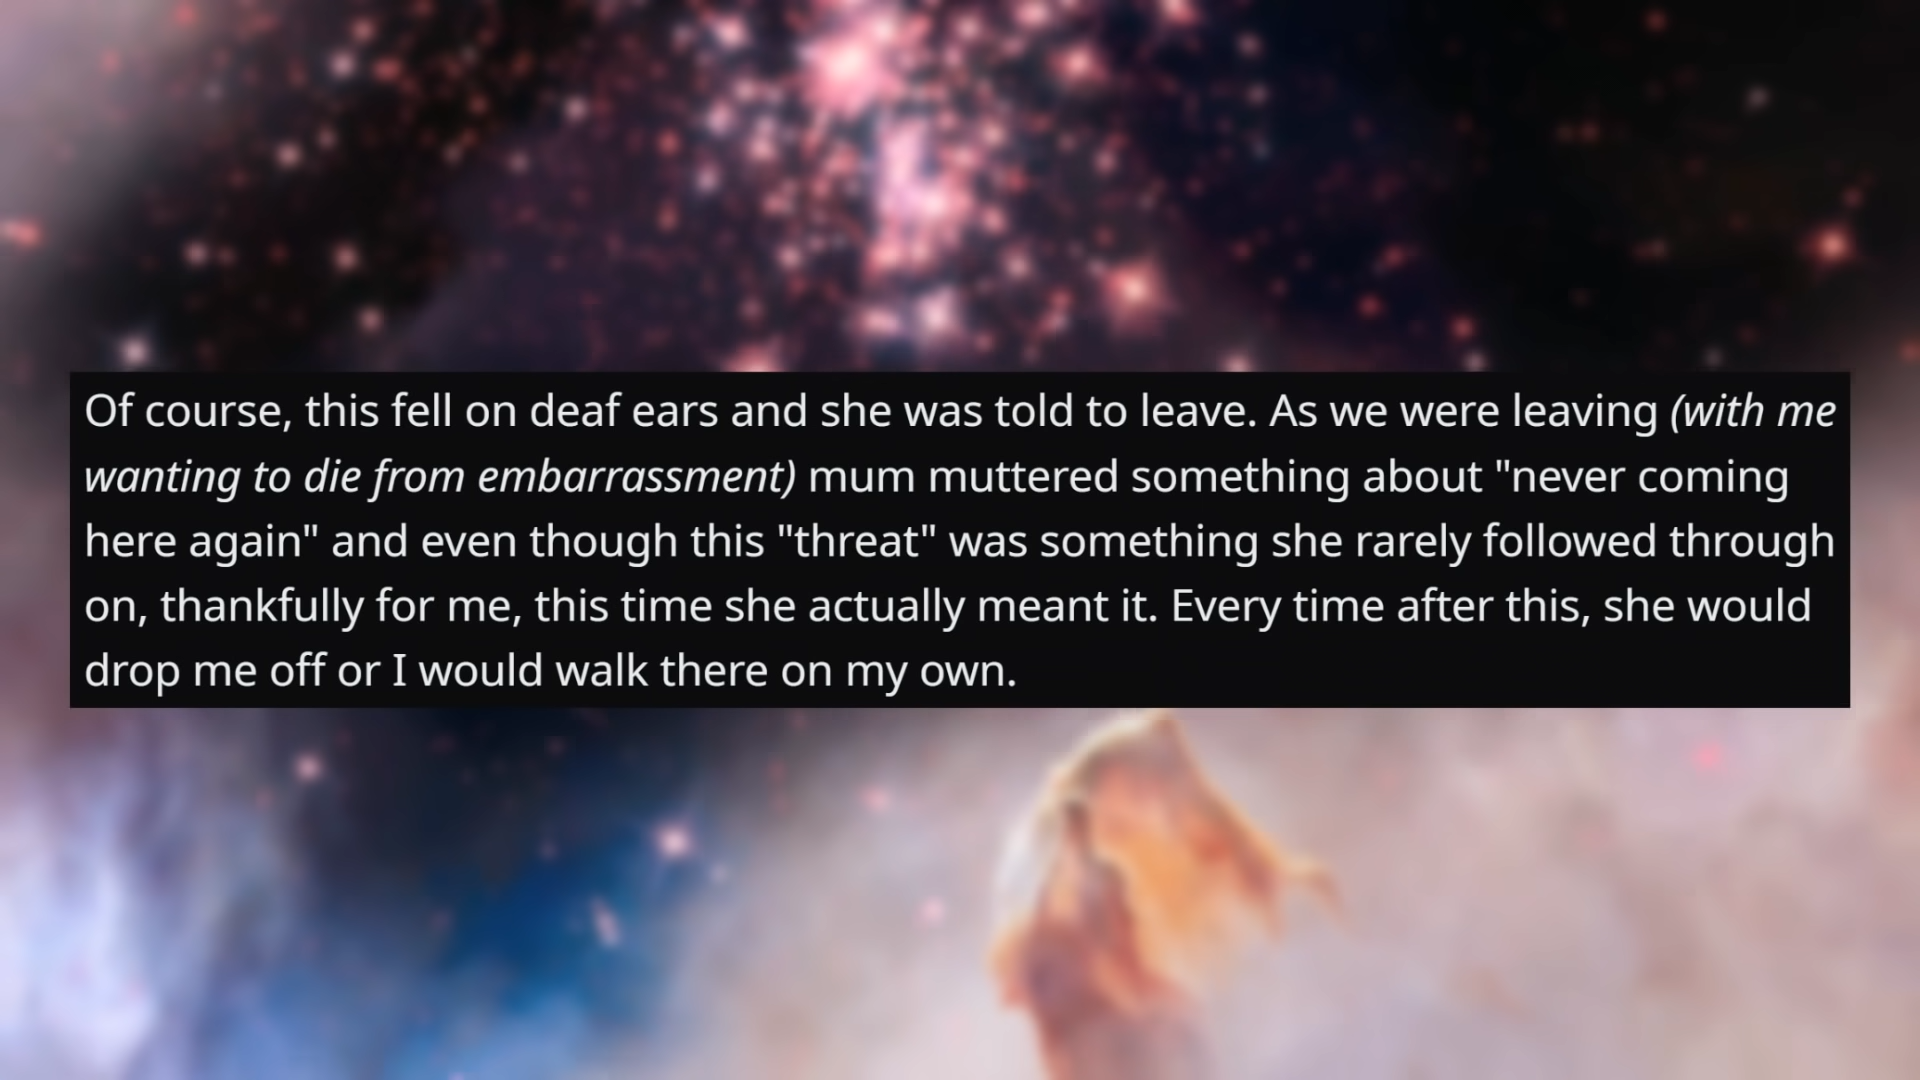 Of course, this fell on deaf ears and she was told to leave. As we were leaving (with me
wanting to die from embarrassment) mum muttered something about "never coming
here again" and even though this "threat" was something she rarely followed through
on, thankfully for me, this time she actually meant it. Every time after this, she would
drop me off or I would walk there on my own.